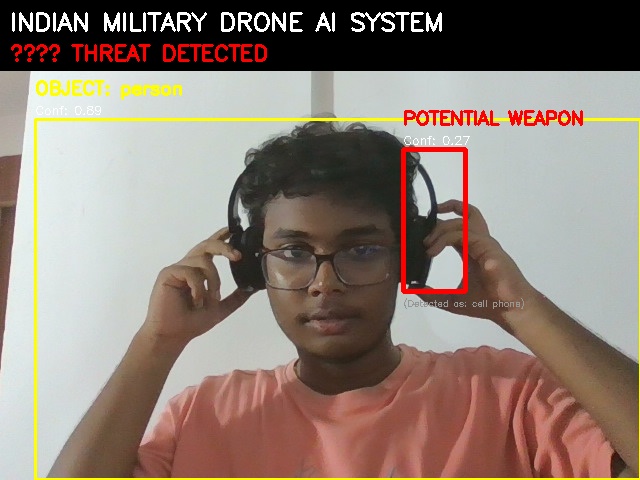 INDIAN MILITARY DRONE AI SYSTEM
???? THREAT DETECTED
OBJECT: person
Conf: 0.89
POTENTIAL WEAPON
Conf: 0.27
(Detected as: cell phone)